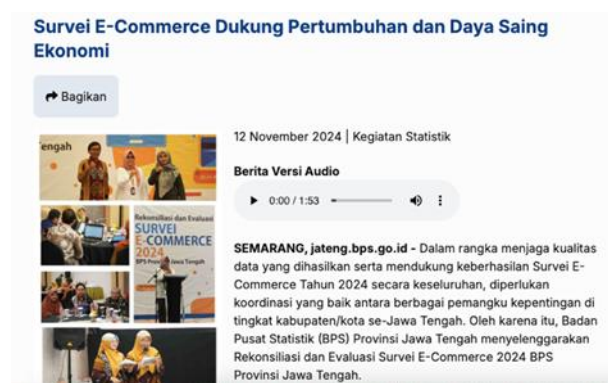 Survei E-Commerce Dukung Pertumbuhan dan Daya Saing
Ekonomi
Bagikan
12 November 2024 | Kegiatan Statistik
Berita Versi Audio
0:00 / 1:53
engah
Rekonsiliasi dan Evaluasi
SURVEI
E-COMMERCE
2024
BPS Provinsi Jawa Tengah
SEMARANG, jateng.bps.go.id - Dalam rangka menjaga kualitas
data yang dihasilkan serta mendukung keberhasilan Survei E-
Commerce Tahun 2024 secara keseluruhan, diperlukan
koordinasi yang baik antara berbagai pemangku kepentingan di
tingkat kabupaten/kota se-Jawa Tengah. Oleh karena itu, Badan
Pusat Statistik (BPS) Provinsi Jawa Tengah menyelenggarakan
Rekonsiliasi dan Evaluasi Survei E-Commerce 2024 BPS
Provinsi Jawa Tengah.